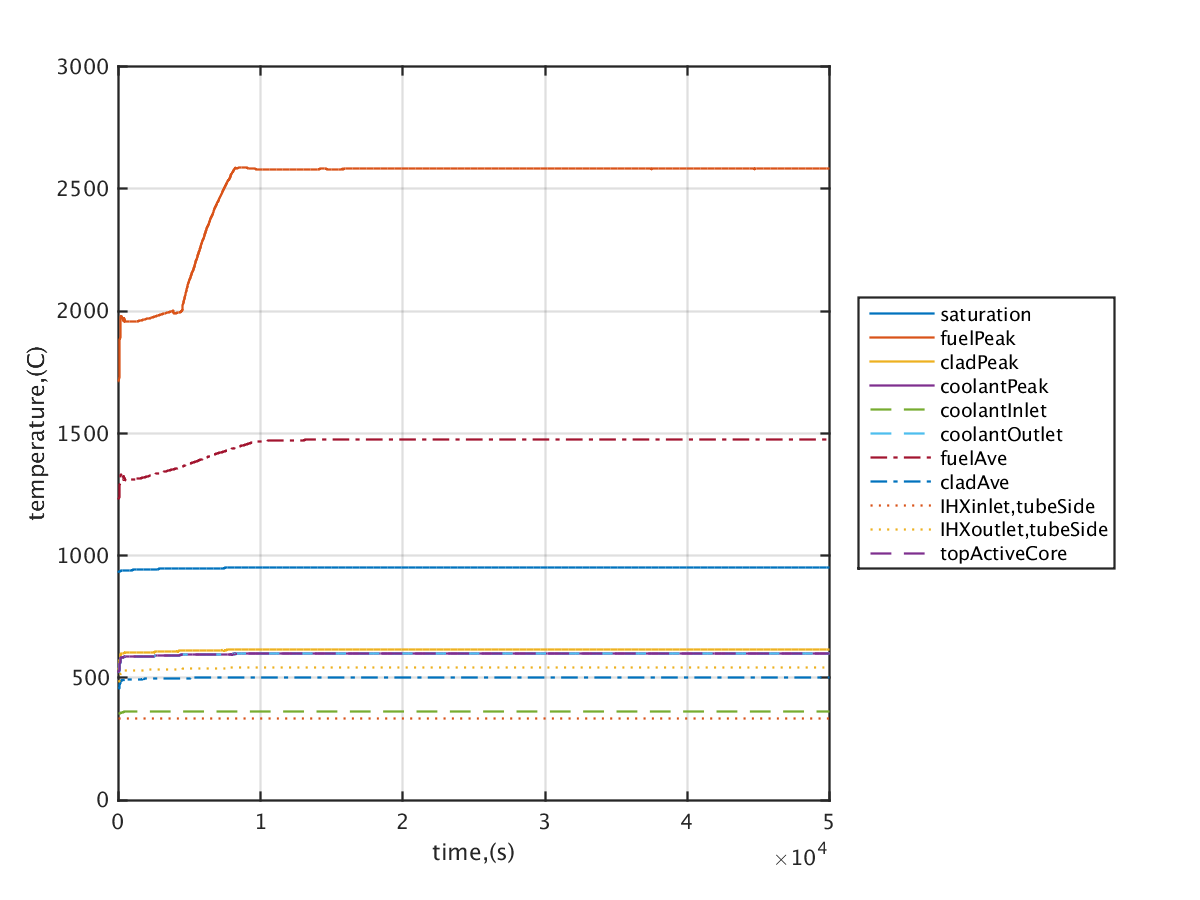 3000
2500
2000
1500
1000
500
0
temperature,(C)
0 1 2 3 4 5
time,(s)
×10^4
saturation
fuelPeak
cladPeak
coolantPeak
coolantInlet
coolantOutlet
fuelAve
cladAve
IHXinlet,tubeSide
IHXoutlet,tubeSide
topActiveCore